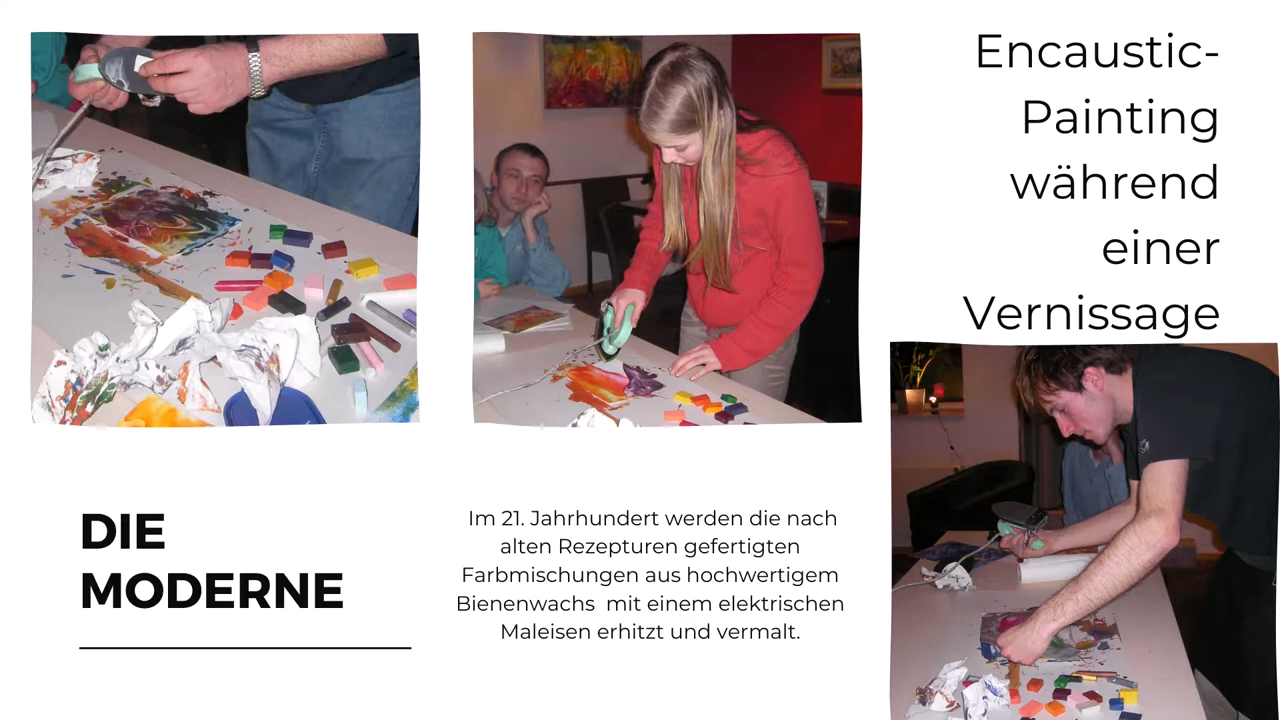 Encaustic-
Painting
während
einer
Vernissage
DIE
MODERNE
Im 21. Jahrhundert werden die nach
alten Rezepturen gefertigten
Farbmischungen aus hochwertigem
Bienenwachs  mit einem elektrischen
Maleisen erhitzt und vermalt.